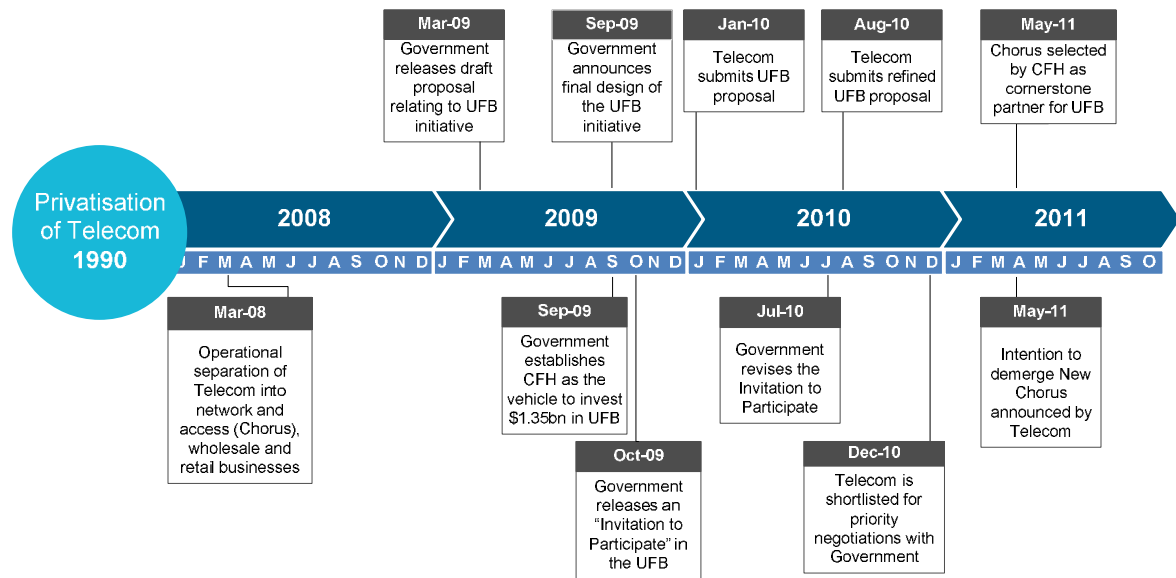 Mar-09
Government
releases draft
proposal
relating to UFB
initiative
Sep-09
Government
announces
final design of
the UFB
initiative
Jan-10
Telecom
submits UFB
proposal
Aug-10
Telecom
submits refined
UFB proposal
May-11
Chorus selected
by CFH as
cornerstone
partner for UFB
Privatisation
of Telecom
1990
2008
2009
2010
2011
J F M A M J J A S O N D J F M A M J J A S O N D J F M A M J J A S O N D J F M A M J J A S O
Mar-08
Operational
separation of
Telecom into
network and
access (Chorus),
wholesale and
retail businesses
Sep-09
Government
establishes
CFH as the
vehicle to invest
$1.35bn in UFB
Oct-09
Government
releases an
“Invitation to
Participate” in
the UFB
Jul-10
Government
revises the
Invitation to
Participate
Dec-10
Telecom is
shortlisted for
priority
negotiations with
Government
May-11
Intention to
demerge New
Chorus
announced by
Telecom